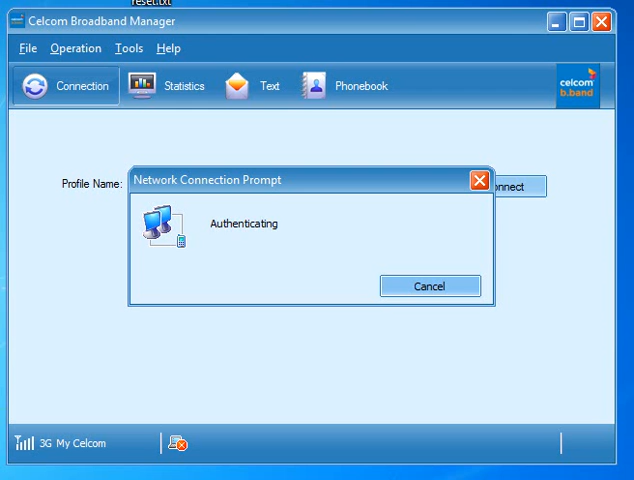 reset.txt
Celcom Broadband Manager
File Operation Tools Help
Connection Statistics Text Phonebook
celcom
b.band
Profile Name:
Network Connection Prompt
onnect
Authenticating
Cancel
3G My Celcom